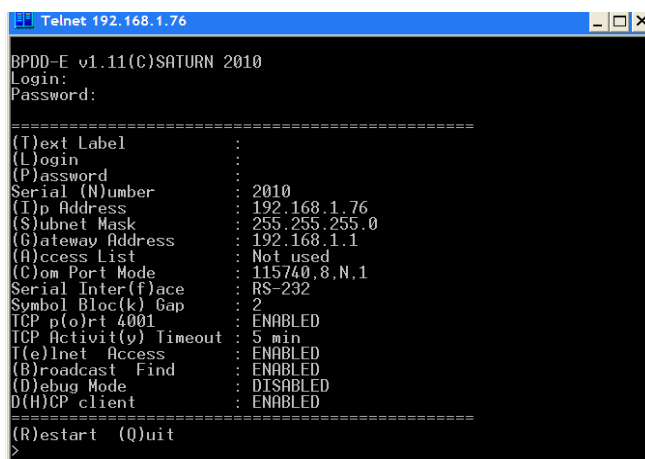 Telnet 192.168.1.76
BPDD-E v1.11(C)SATURN 2010
Login:
Password:
================================================
(T)ext Label :
(L)ogin :
(P)assword :
Serial (N)umber : 2010
(I)p Address : 192.168.1.76
(S)ubnet Mask : 255.255.255.0
(G)ateway Address : 192.168.1.1
(A)ccess List : Not used
(C)om Port Mode : 115740,8,N,1
Serial Inter(f)ace : RS-232
Symbol Bloc(k) Gap : 2
TCP p(o)rt 4001 : ENABLED
TCP Activit(y) Timeout : 5 min
T(e)lnet Access : ENABLED
(B)roadcast Find : ENABLED
(D)ebug Mode : DISABLED
D(H)CP client : ENABLED
================================================
(R)estart (Q)uit
>